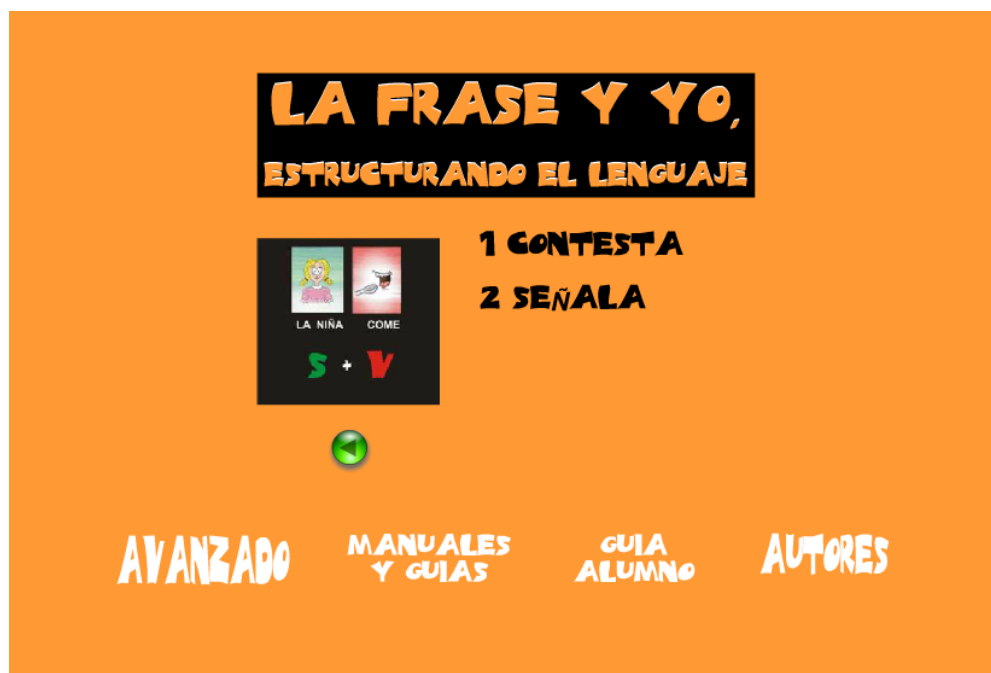 LA FRASE Y YO,
ESTRUCTURANDO EL LENGUAJE
1 CONTESTA
2 SEÑALA
LA NIÑA COME
S + V
AVANZADO
MANUALES
Y GUIAS
GUIA
ALUMNO
AUTORES